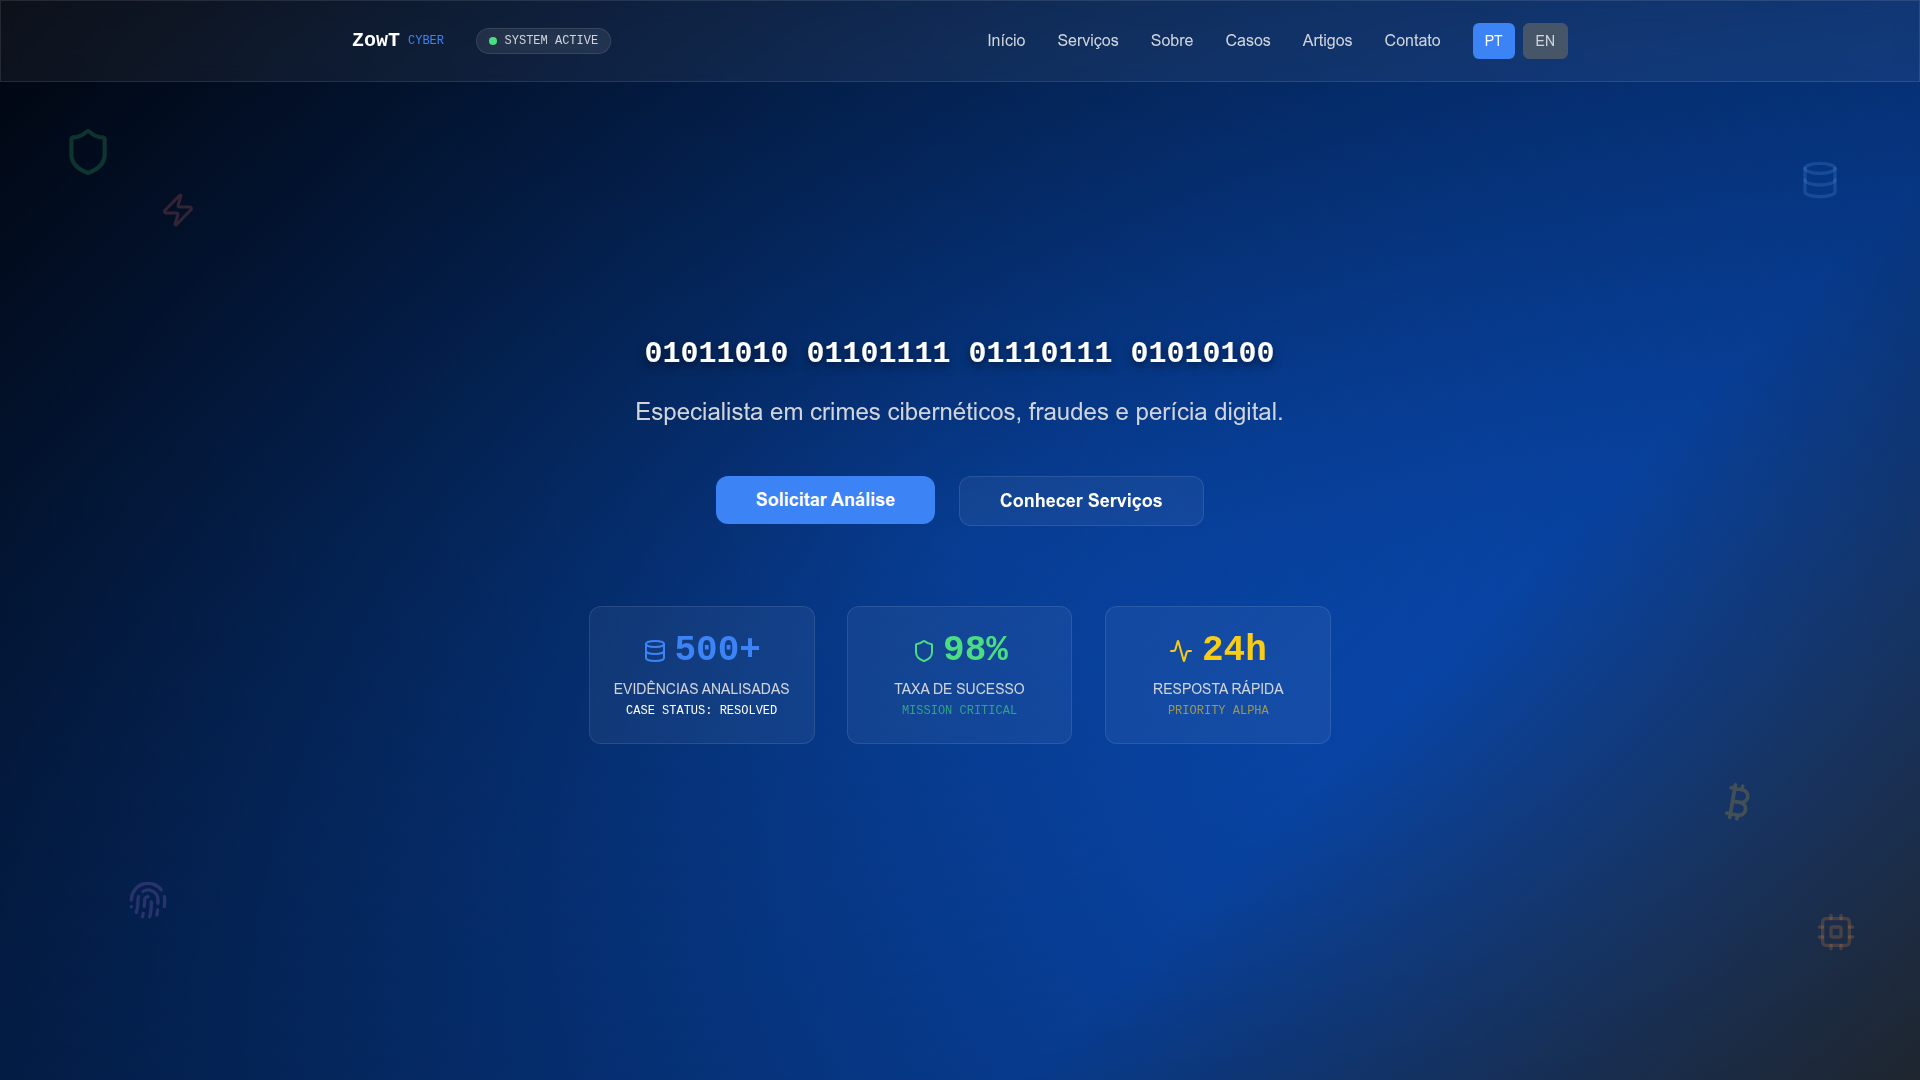 ZowT CYBER
SYSTEM ACTIVE
Início
Serviços
Sobre
Casos
Artigos
Contato
PT
EN
01011010 01101111 01110111 01010100
Especialista em crimes cibernéticos, fraudes e perícia digital.
Solicitar Análise
Conhecer Serviços
500+
EVIDÊNCIAS ANALISADAS
CASE STATUS: RESOLVED
98%
TAXA DE SUCESSO
MISSION CRITICAL
24h
RESPOSTA RÁPIDA
PRIORITY ALPHA